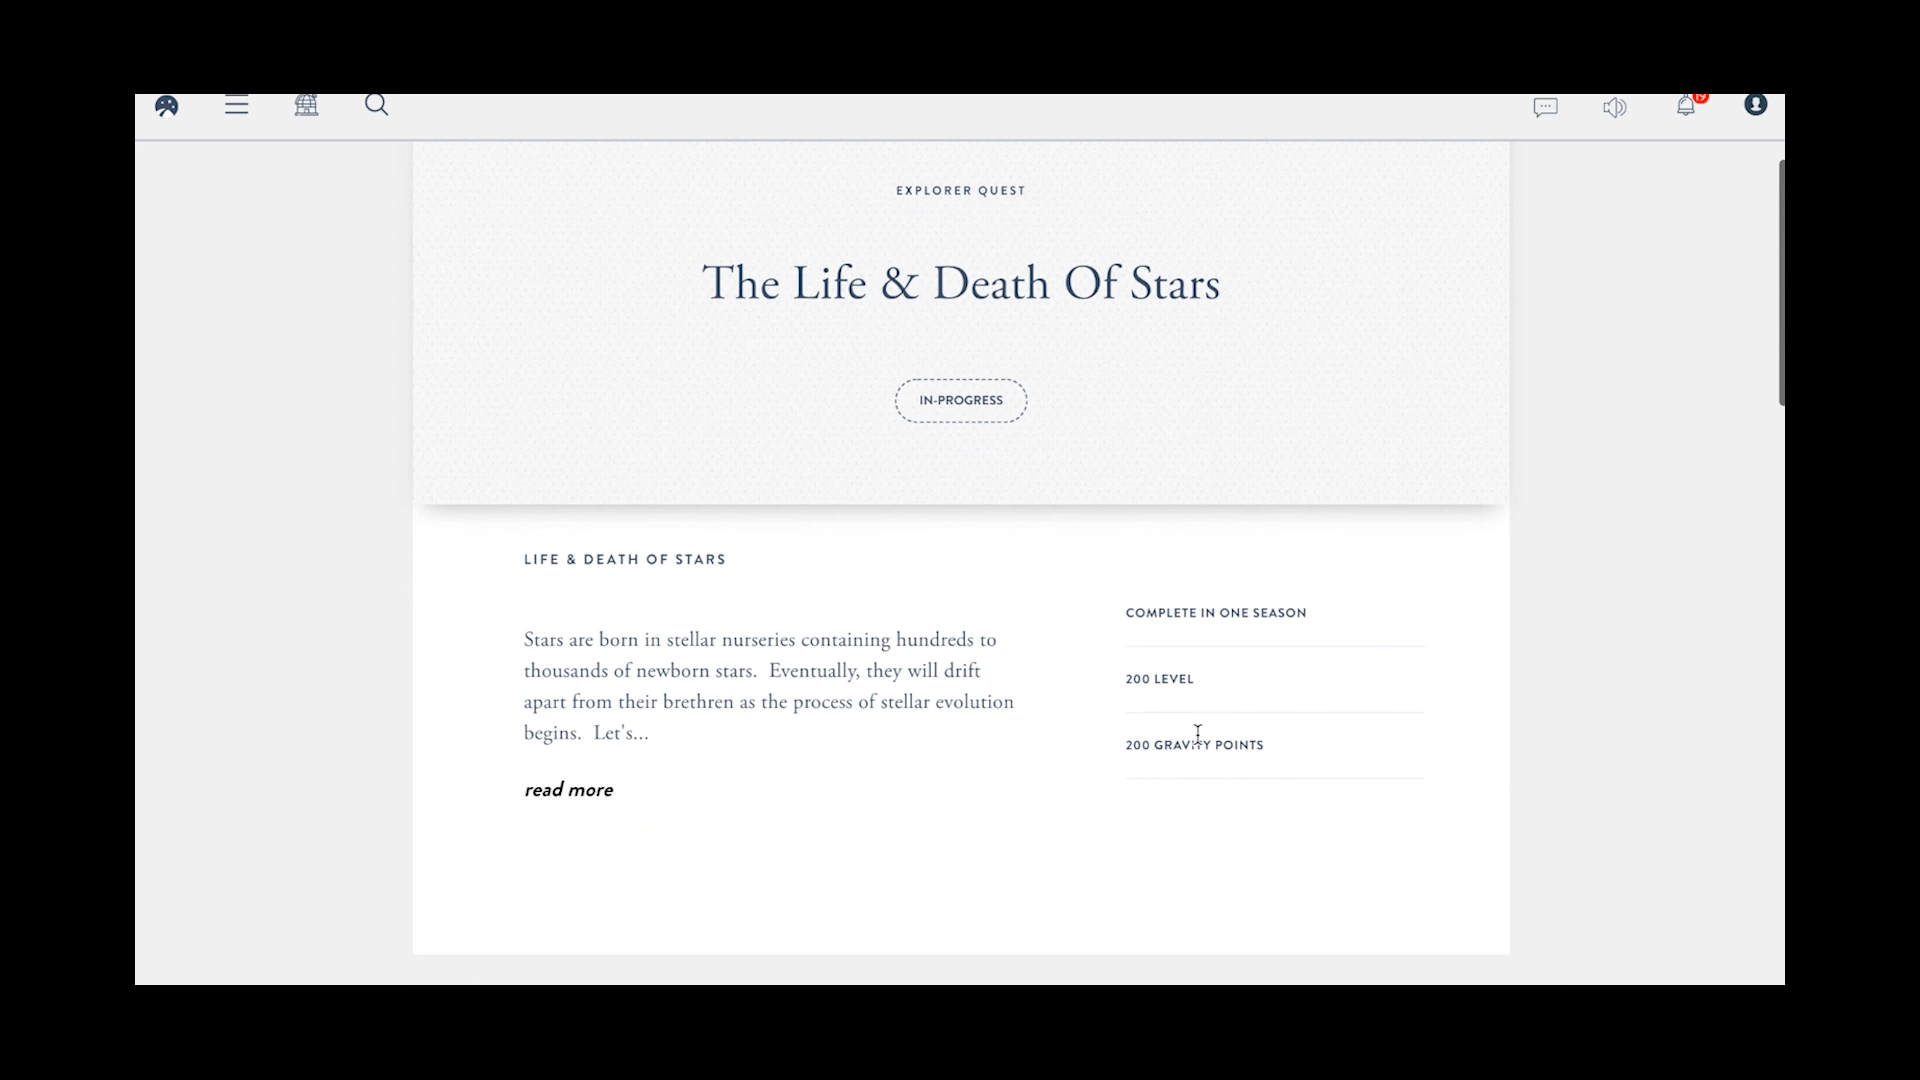 19
EXPLORER QUEST
The Life & Death Of Stars
IN-PROGRESS
LIFE & DEATH OF STARS
Stars are born in stellar nurseries containing hundreds to
thousands of newborn stars.  Eventually, they will drift
apart from their brethren as the process of stellar evolution
begins.  Let's...
read more
COMPLETE IN ONE SEASON
200 LEVEL
200 GRAVITY POINTS